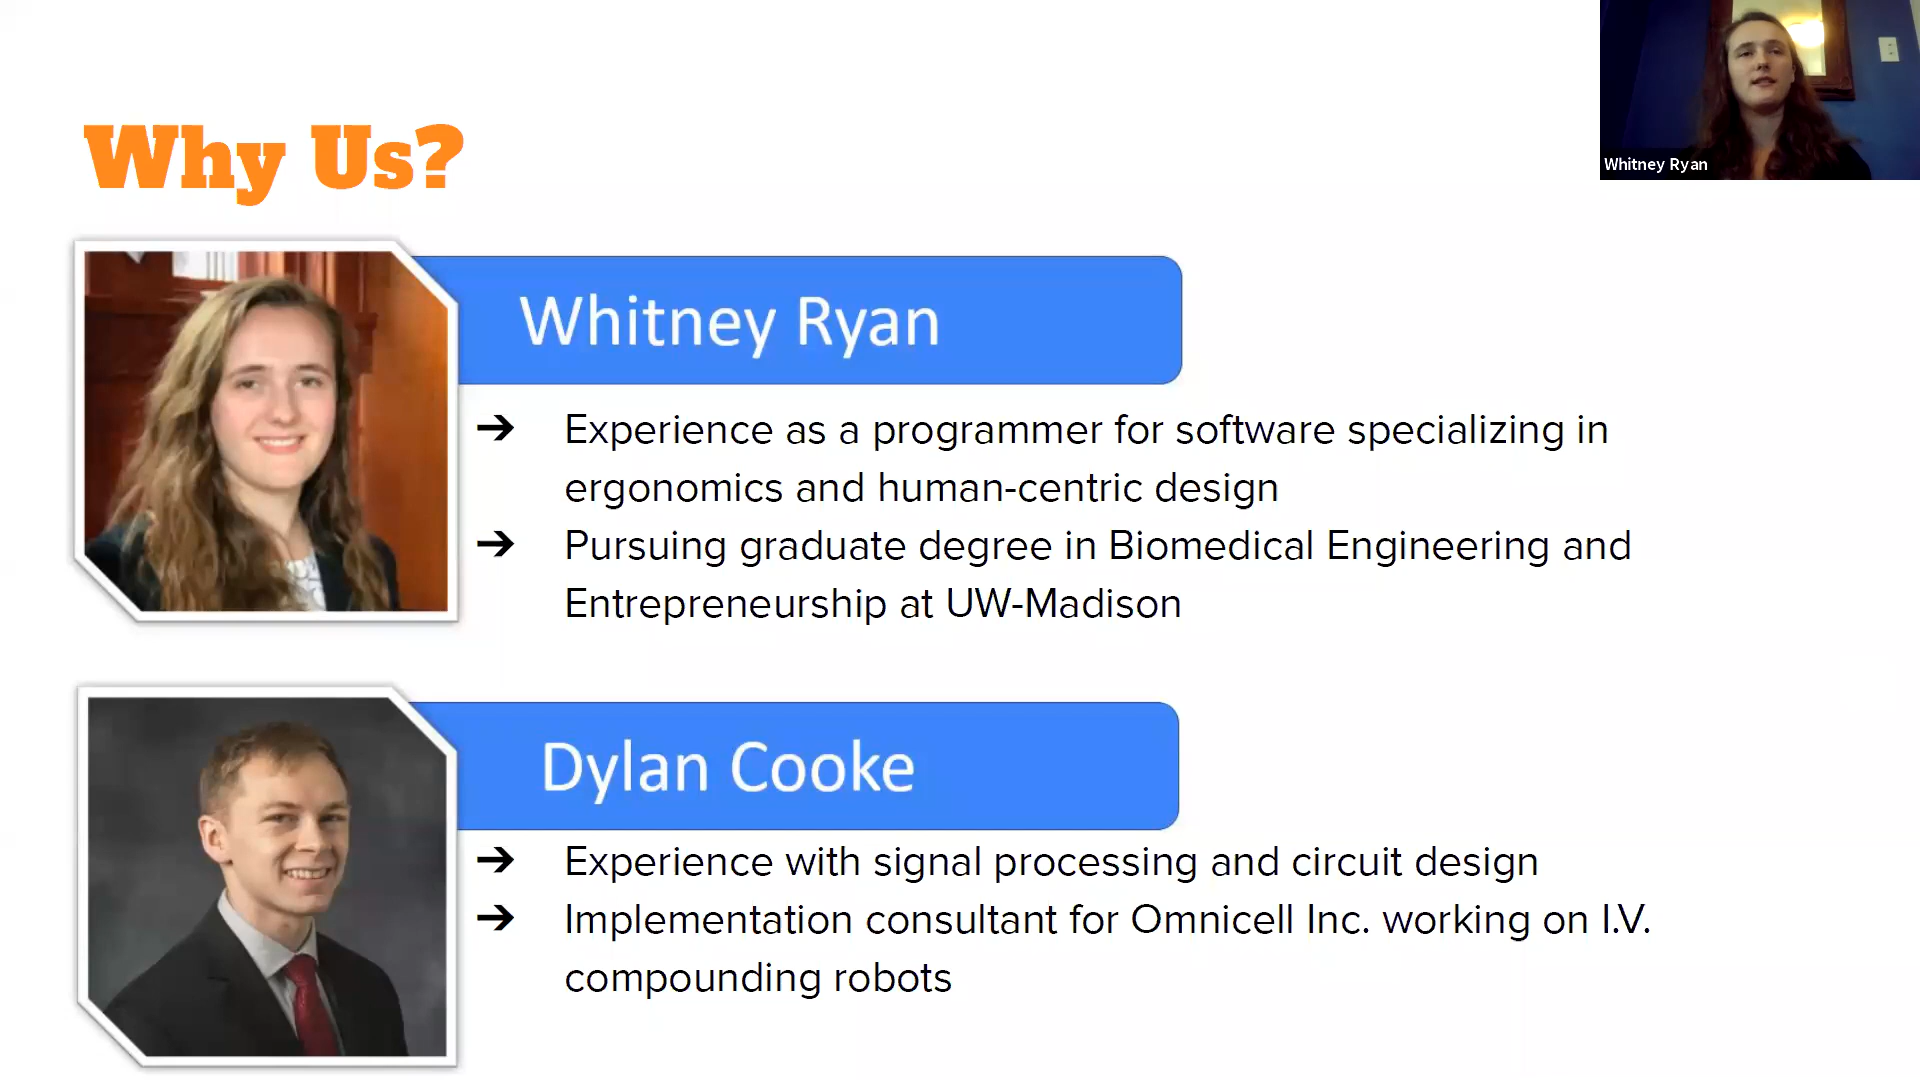 Whitney Ryan
Why Us?
Whitney Ryan
➔ Experience as a programmer for software specializing in
ergonomics and human-centric design
➔ Pursuing graduate degree in Biomedical Engineering and
Entrepreneurship at UW-Madison
Dylan Cooke
➔ Experience with signal processing and circuit design
➔ Implementation consultant for Omnicell Inc. working on I.V.
compounding robots